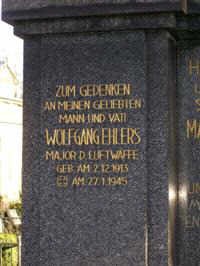 ZUM GEDENKEN
AN MEINEN GELIEBTEN
MANN UND VATI
WOLFGANG EHLERS
MAJOR D. LUFTWAFFE
GEB. AM 2.12.1913
AM 27.1.1945